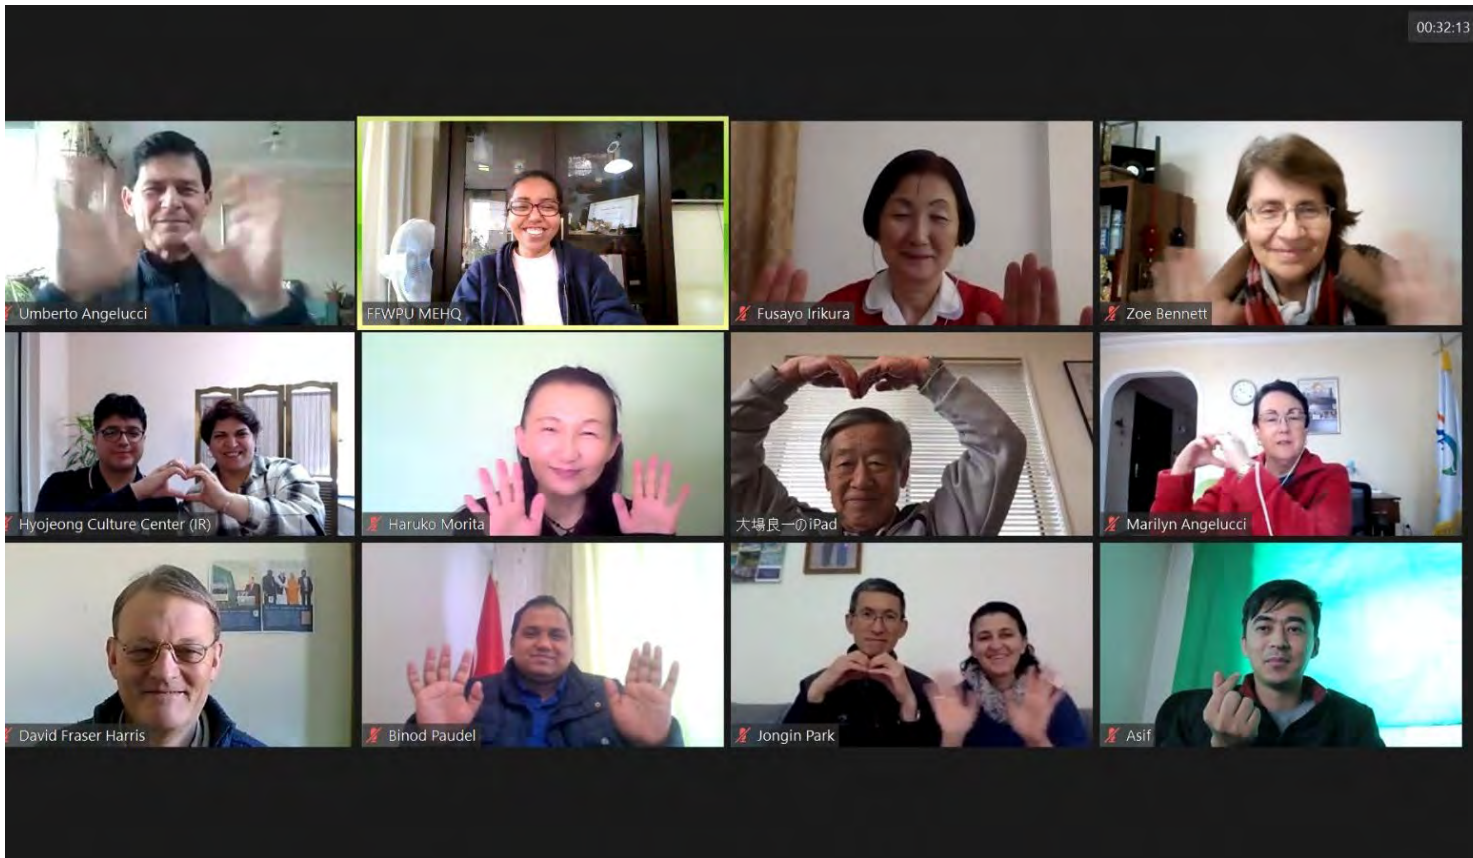 00:32:13
Umberto Angelucci
FFWPU MEHQ
Fusayo Irikura
Zoe Bennett
Hyojeong Culture Center (IR)
Haruko Morita
大場良一のiPad
Marilyn Angelucci
David Fraser Harris
Binod Paudel
Jongin Park
Asif